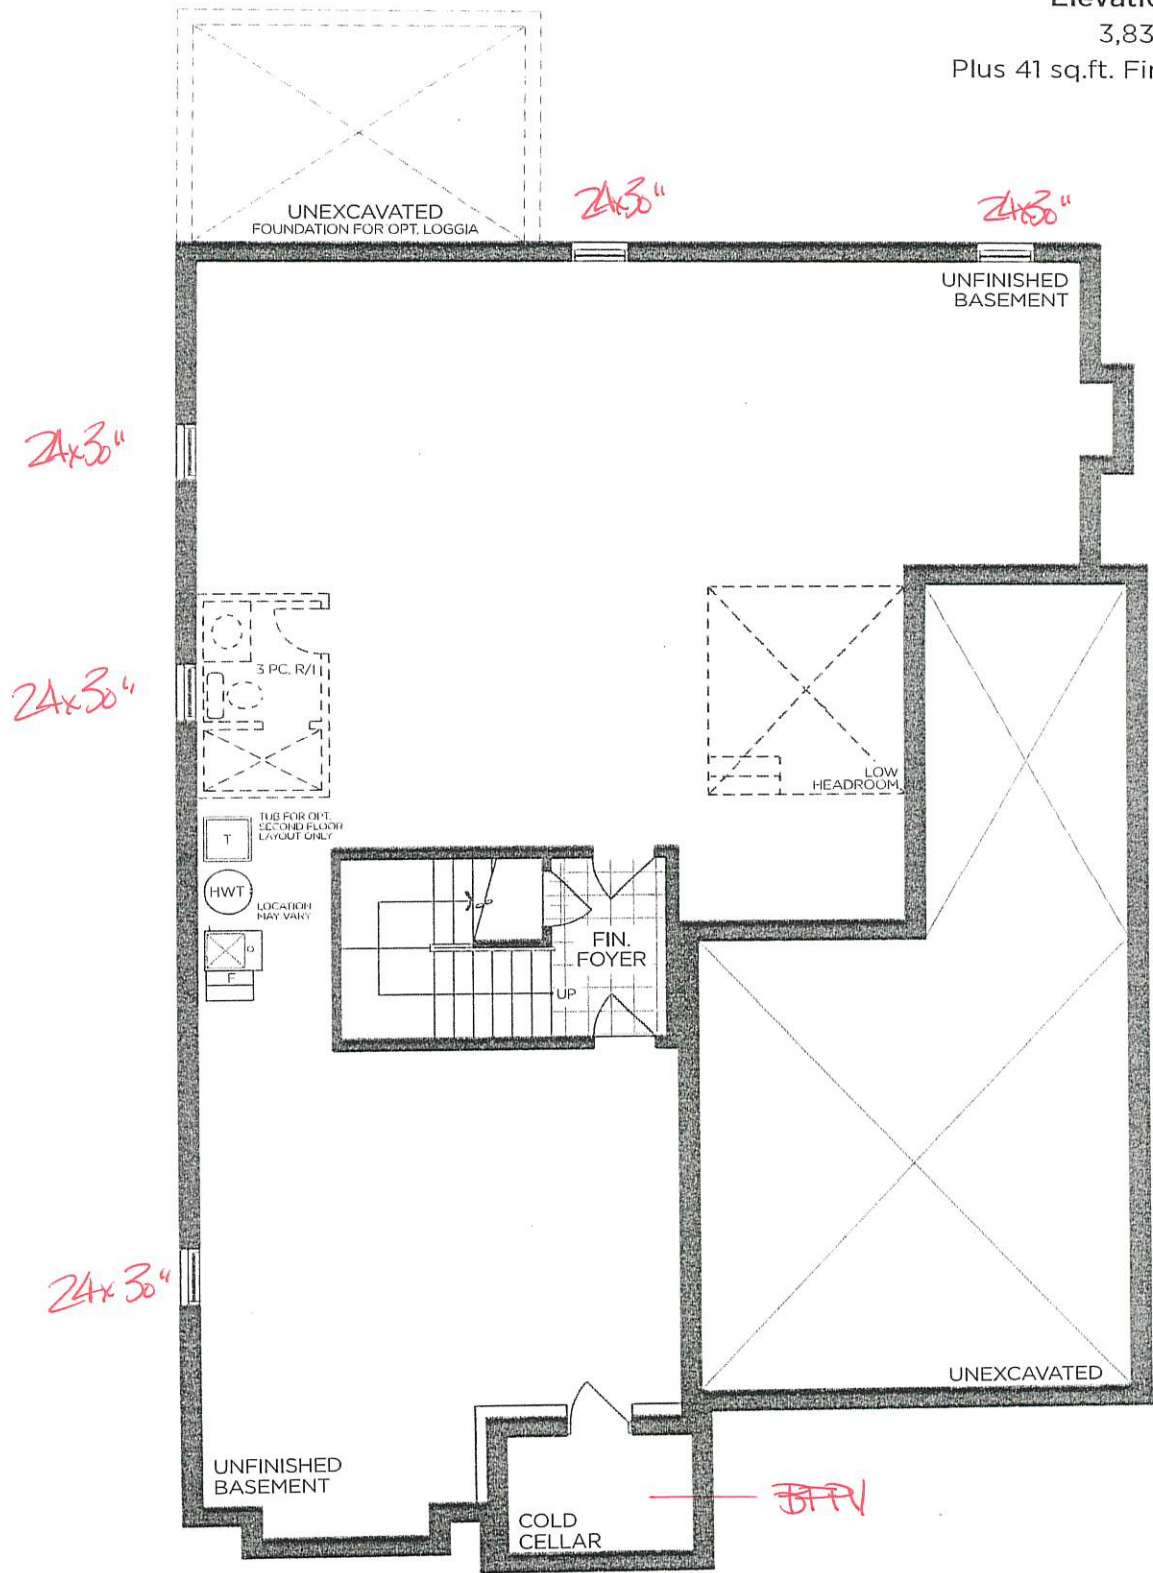 Elevatio
3,83
Plus 41 sq.ft. Fin
UNEXCAVATED
FOUNDATION FOR OPT. LOGGIA
24x30"
24x30"
UNFINISHED
BASEMENT
24x30"
3 PC. R/I
24x30"
LOW
HEADROOM
TUB FOR OPT.
SECOND FLOOR
LAYOUT ONLY
T
HWT
LOCATION
MAY VARY
FIN.
FOYER
F
UP
24x30"
UNEXCAVATED
UNFINISHED
BASEMENT
COLD
CELLAR